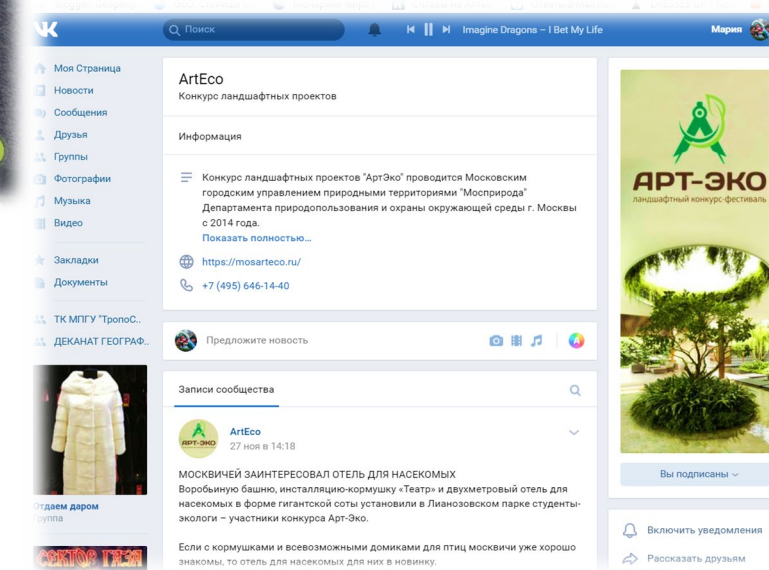 Поиск
Imagine Dragons – I Bet My Life
Мария
Моя Страница
Новости
Сообщения
Друзья
Группы
Фотографии
Музыка
Видео
Закладки
Документы
ТК МПГУ "ТропоС..
ДЕКАНАТ ГЕОГРАФ..
Отдаем даром
Группа
СЕКТОР ГАЗА
ArtEco
Конкурс ландшафтных проектов
Информация
Конкурс ландшафтных проектов "АртЭко" проводится Московским
городским управлением природными территориями "Мосприрода"
Департамента природопользования и охраны окружающей среды г. Москвы
с 2014 года.
Показать полностью…
https://mosarteco.ru/
+7 (495) 646-14-40
Предложите новость
Записи сообщества
АРТ-ЭКО
ArtEco
27 ноя в 14:18
МОСКВИЧЕЙ ЗАИНТЕРЕСОВАЛ ОТЕЛЬ ДЛЯ НАСЕКОМЫХ
Воробьиную башню, инсталляцию-кормушку «Театр» и двухметровый отель для
насекомых в форме гигантской соты установили в Лианозовском парке студенты-
экологи – участники конкурса Арт-Эко.
Если с кормушками и всевозможными домиками для птиц москвичи уже хорошо
знакомы, то отель для насекомых для них в новинку.
АРТ-ЭКО
ландшафтный конкурс-фестиваль
Вы подписаны
Включить уведомления
Рассказать друзьям